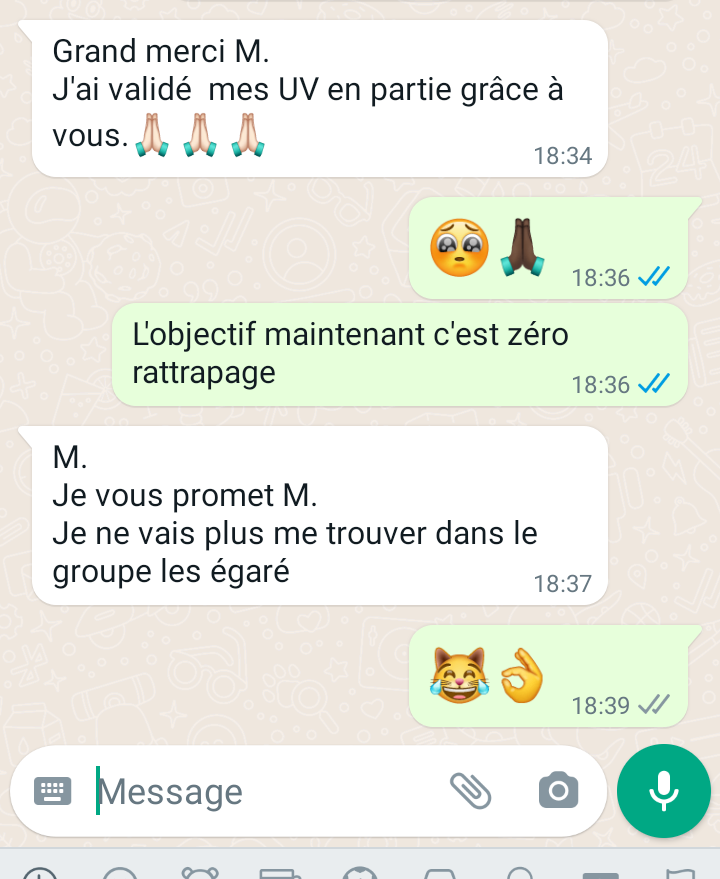 Grand merci M.
J'ai validé  mes UV en partie grâce à
vous.🙏🏻 🙏🏻 🙏🏻
18:34
🥺🙏🏿
18:36
L'objectif maintenant c'est zéro
rattrapage
18:36
M.
Je vous promet M.
Je ne vais plus me trouver dans le
groupe les égaré
18:37
😹👌
18:39
Message